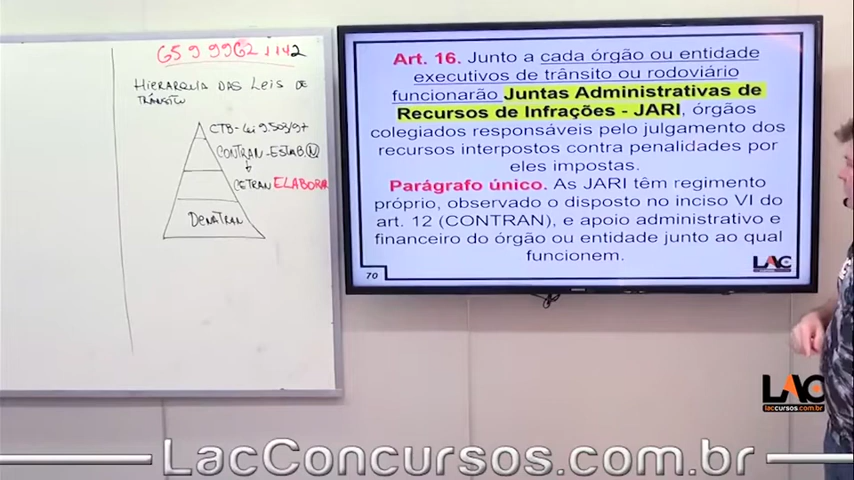 65 9 9962 1142
HIERARQUIA DAS LEIS DE
TRÂNSITO
CTB - Lei 9.503/97
CONTRAN - ESTAB. N
CETRAN ELABORAR
DENATRAN
Art. 16. Junto a cada órgão ou entidade
executivos de trânsito ou rodoviário
funcionarão Juntas Administrativas de
Recursos de Infrações - JARI, órgãos
colegiados responsáveis pelo julgamento dos
recursos interpostos contra penalidades por
eles impostas.
Parágrafo único. As JARI têm regimento
próprio, observado o disposto no inciso VI do
art. 12 (CONTRAN), e apoio administrativo e
financeiro do órgão ou entidade junto ao qual
funcionem.
70
LAC
LAC
laccursos.com.br
LacConcursos.com.br